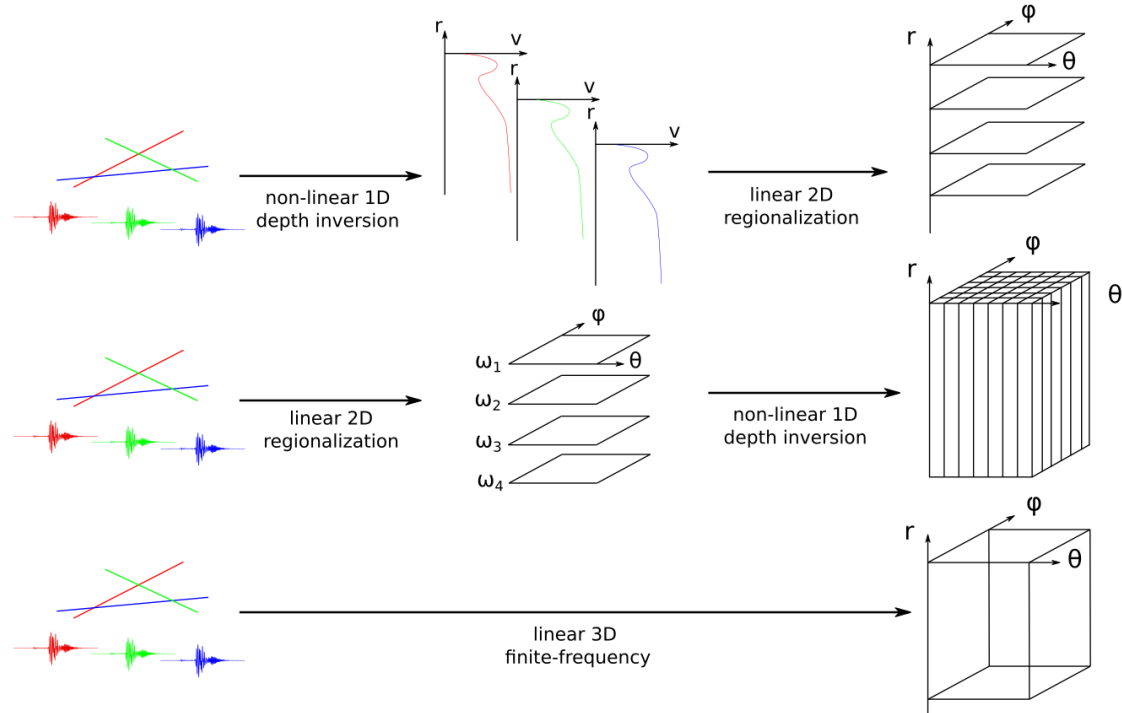 r
v
r
v
r
v
non-linear 1D
depth inversion
linear 2D
regionalization
r
φ
θ
linear 2D
regionalization
φ
ω1
θ
ω2
ω3
ω4
non-linear 1D
depth inversion
r
φ
θ
linear 3D
finite-frequency
r
φ
θ